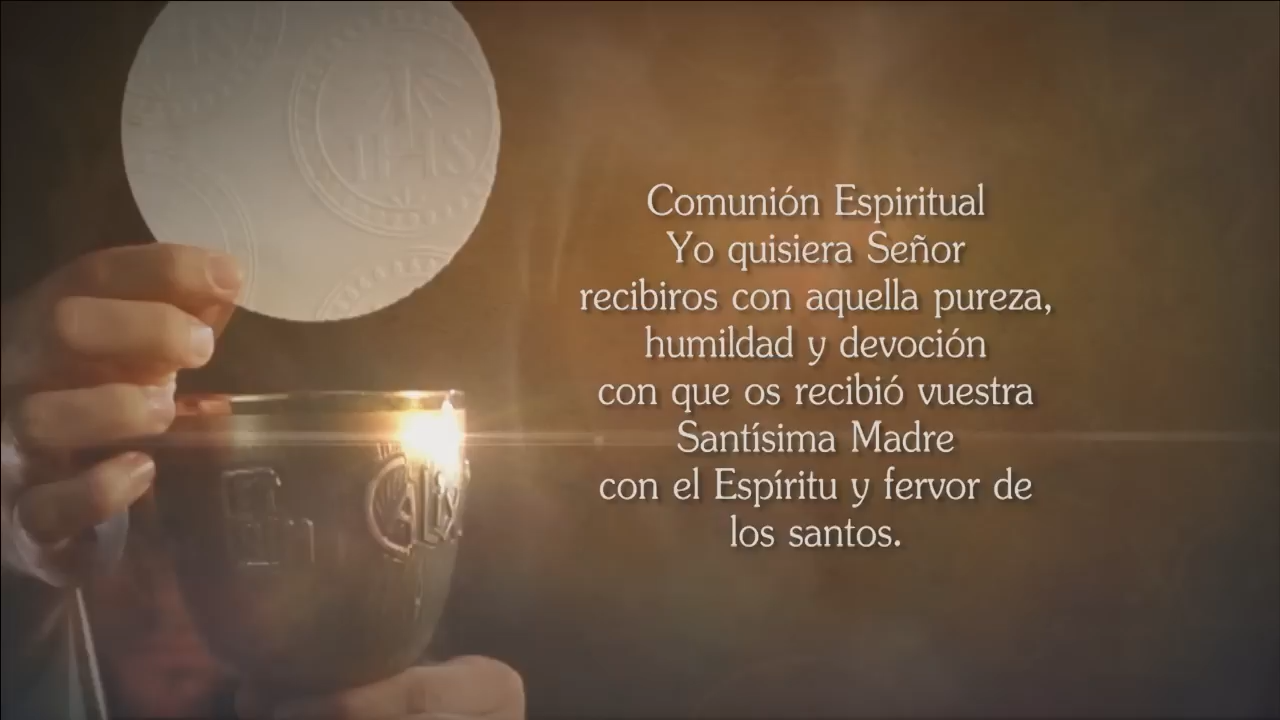 IHS
Comunión Espiritual
Yo quisiera Señor
recibiros con aquella pureza,
humildad y devoción
con que os recibió vuestra
Santísima Madre
con el Espíritu y fervor de
los santos.